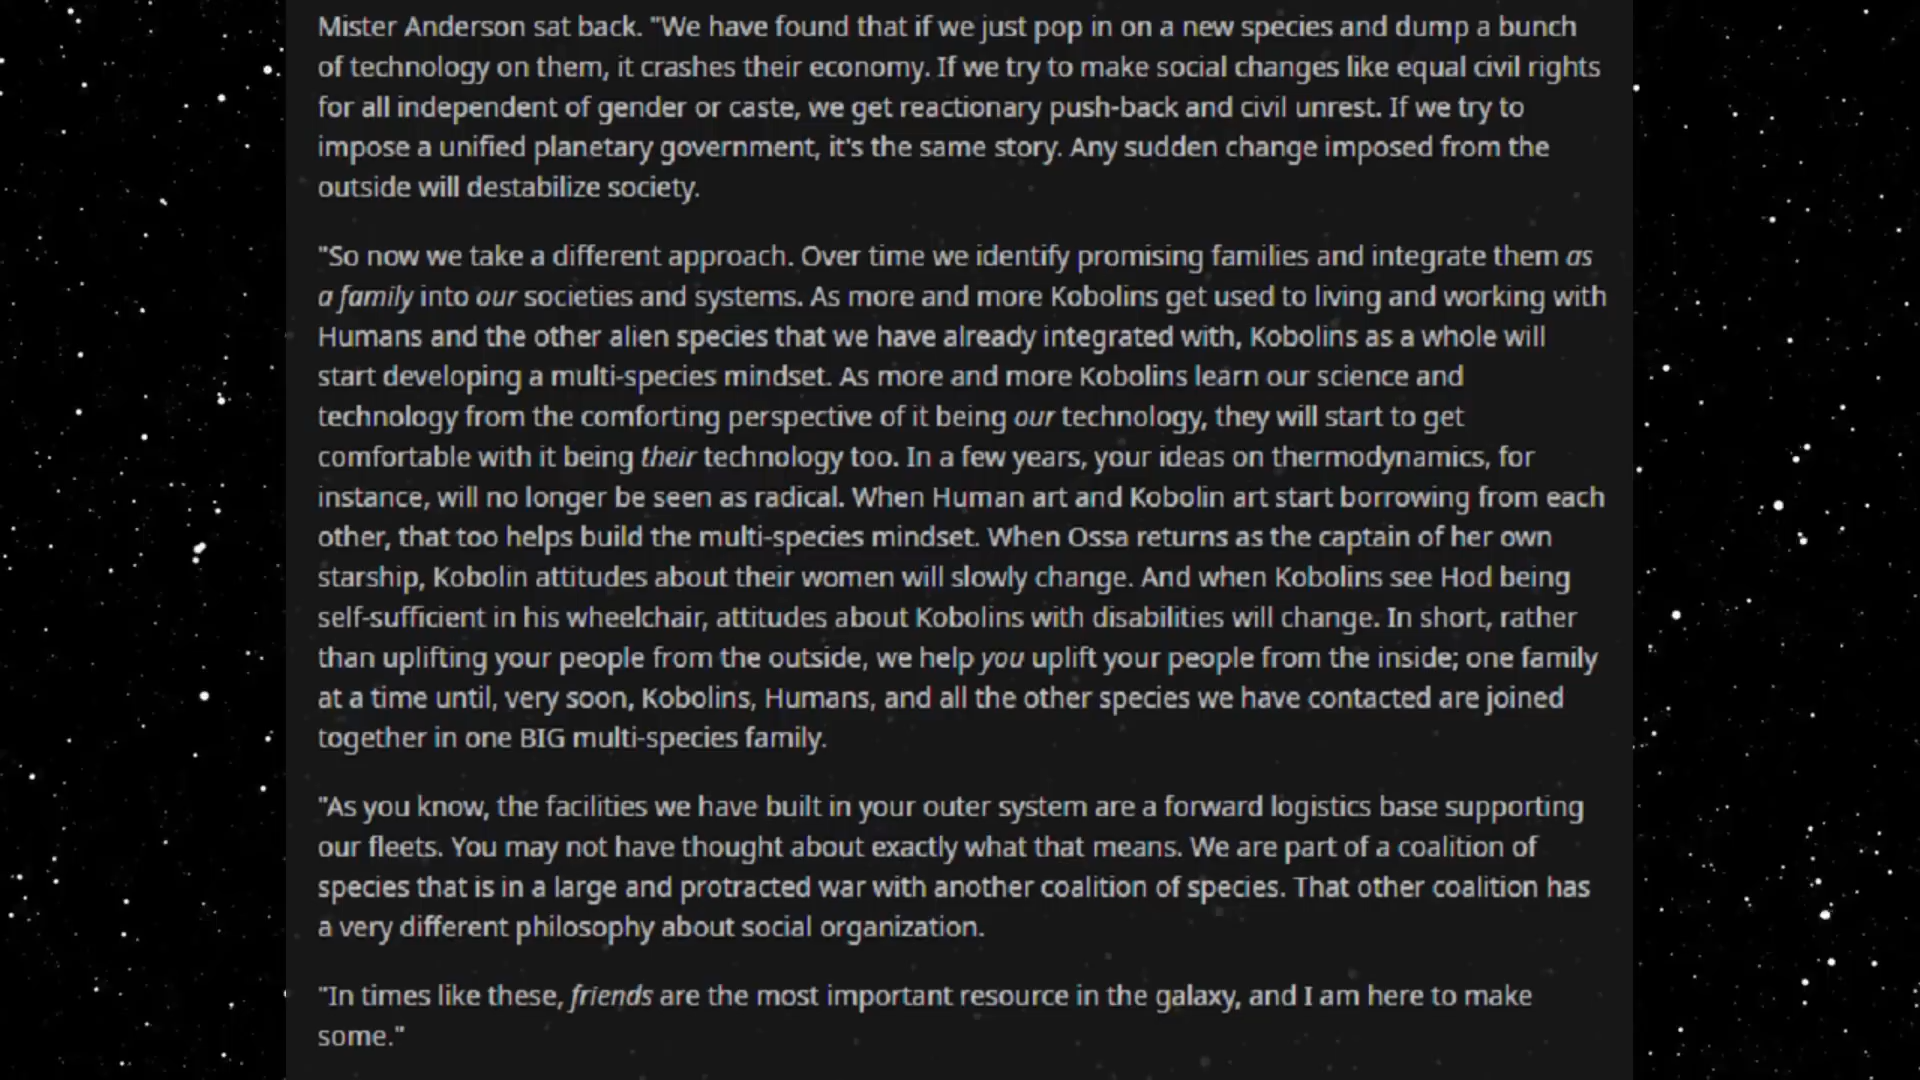 Mister Anderson sat back. "We have found that if we just pop in on a new species and dump a bunch
of technology on them, it crashes their economy. If we try to make social changes like equal civil rights
for all independent of gender or caste, we get reactionary push-back and civil unrest. If we try to
impose a unified planetary government, it's the same story. Any sudden change imposed from the
outside will destabilize society.
"So now we take a different approach. Over time we identify promising families and integrate them as
a family into our societies and systems. As more and more Kobolins get used to living and working with
Humans and the other alien species that we have already integrated with, Kobolins as a whole will
start developing a multi-species mindset. As more and more Kobolins learn our science and
technology from the comforting perspective of it being our technology, they will start to get
comfortable with it being their technology too. In a few years, your ideas on thermodynamics, for
instance, will no longer be seen as radical. When Human art and Kobolin art start borrowing from each
other, that too helps build the multi-species mindset. When Ossa returns as the captain of her own
starship, Kobolin attitudes about their women will slowly change. And when Kobolins see Hod being
self-sufficient in his wheelchair, attitudes about Kobolins with disabilities will change. In short, rather
than uplifting your people from the outside, we help you uplift your people from the inside; one family
at a time until, very soon, Kobolins, Humans, and all the other species we have contacted are joined
together in one BIG multi-species family.
"As you know, the facilities we have built in your outer system are a forward logistics base supporting
our fleets. You may not have thought about exactly what that means. We are part of a coalition of
species that is in a large and protracted war with another coalition of species. That other coalition has
a very different philosophy about social organization.
"In times like these, friends are the most important resource in the galaxy, and I am here to make
some."